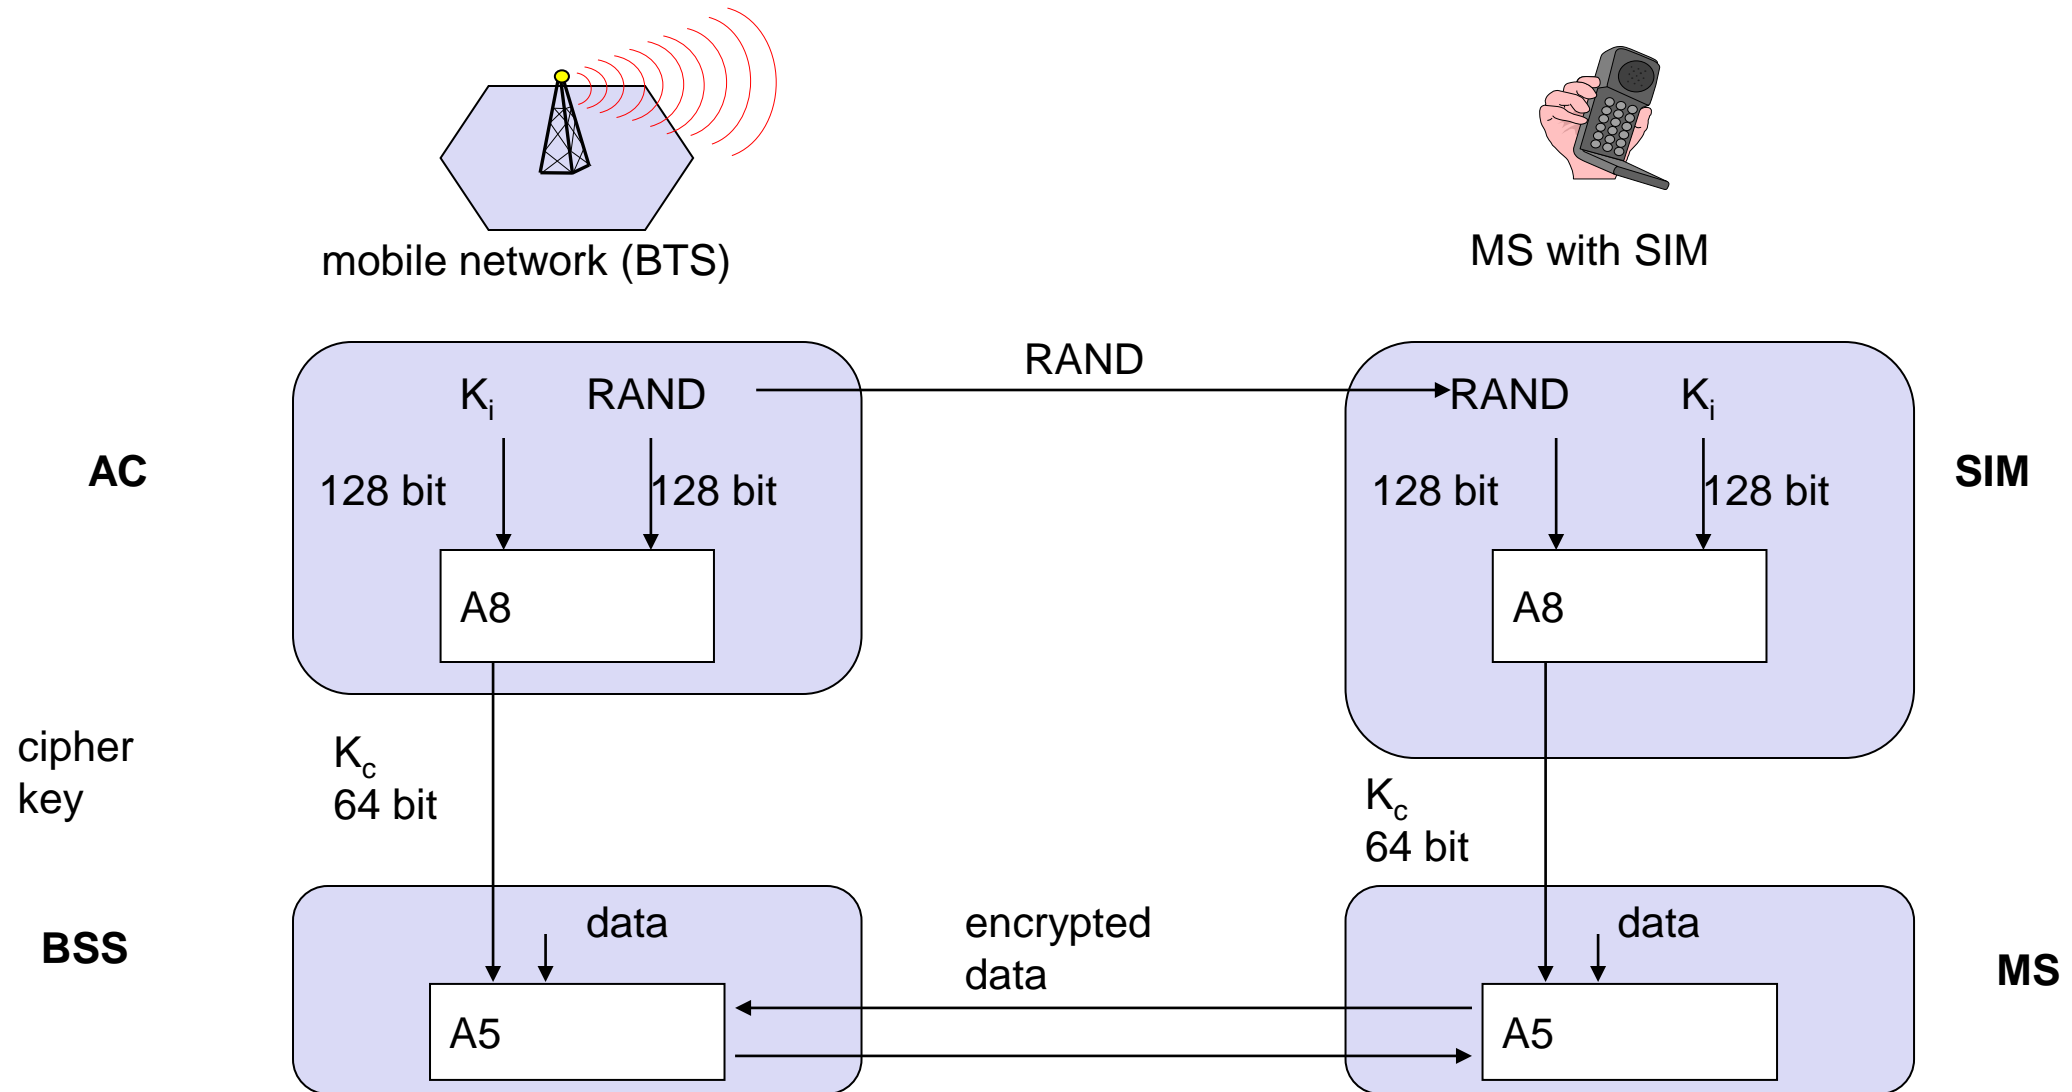 mobile network (BTS)
MS with SIM
RAND
Ki
RAND
RAND
Ki
AC
128 bit
128 bit
128 bit
128 bit
SIM
A8
A8
cipher
key
Kc
64 bit
Kc
64 bit
BSS
data
encrypted
data
data
MS
A5
A5